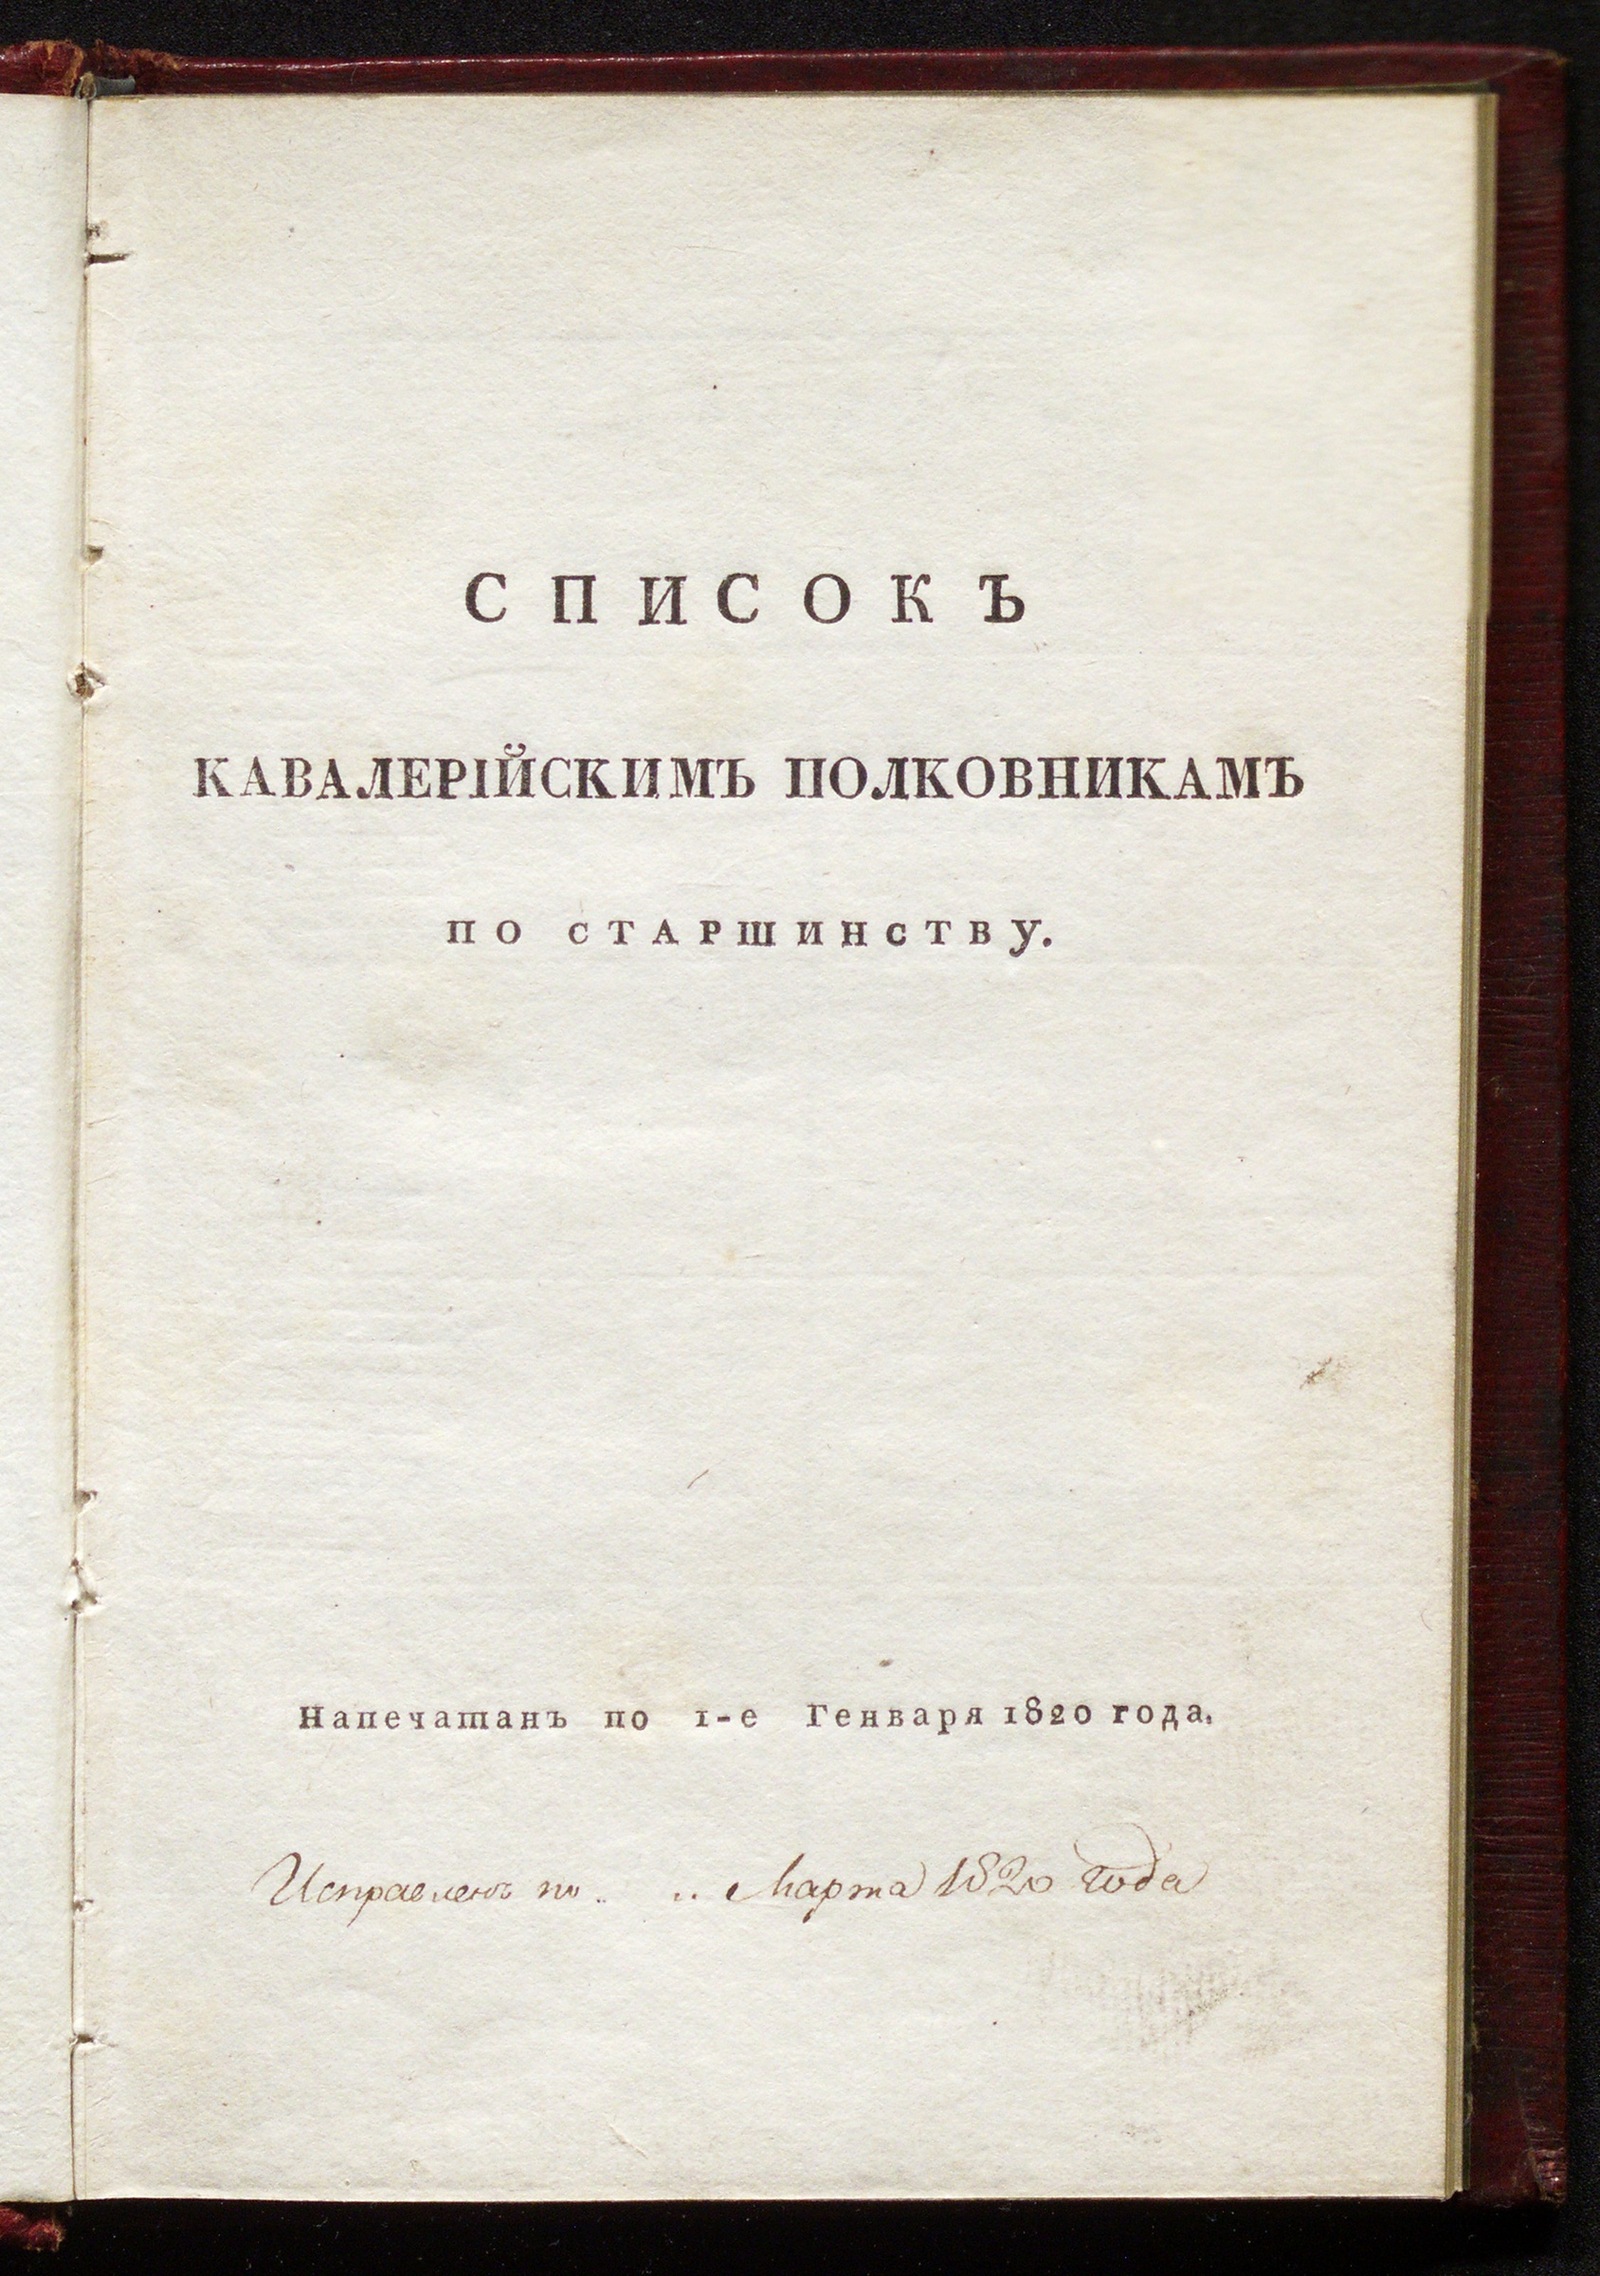 СПИСОКЪ
КАВАЛЕРІЙСКИМЪ ПОЛКОВНИКАМЪ
ПО СТАРШИНСТВУ.
Напечатанъ по 1-е Генваря 1820 года.
Исправленъ по .. .. Марта 1820 года